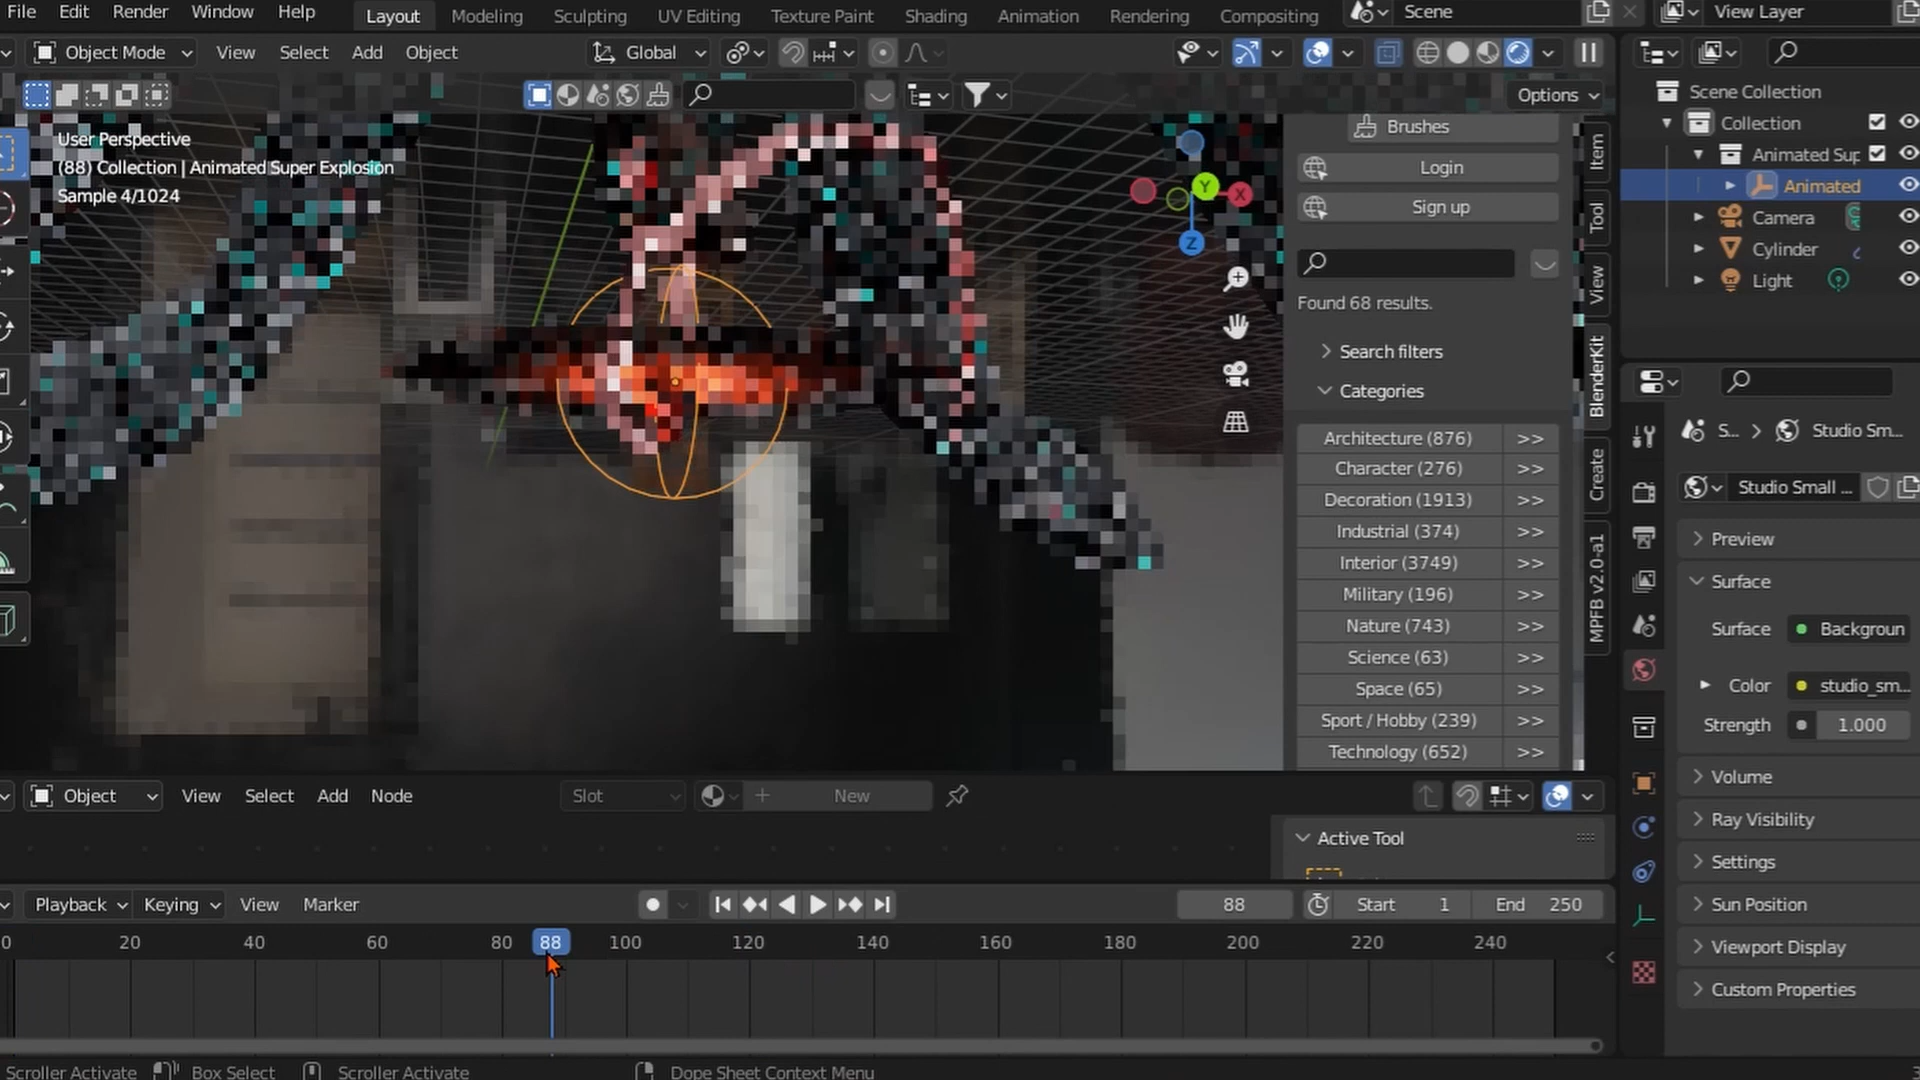 File Edit Render Window Help Layout Modeling Sculpting UV Editing Texture Paint Shading Animation Rendering Compositing Scene View Layer
Object Mode View Select Add Object Global
Options
User Perspective
(88) Collection | Animated Super Explosion
Sample 4/1024
Y
X
Z
Brushes
Login
Sign up
Found 68 results.
Search filters
Categories
Architecture (876) >>
Character (276) >>
Decoration (1913) >>
Industrial (374) >>
Interior (3749) >>
Military (196) >>
Nature (743) >>
Science (63) >>
Space (65) >>
Sport / Hobby (239) >>
Technology (652) >>
Item
Tool
View
BlenderKit
Create
MPFB v2.0-a1
Scene Collection
Collection
Animated Sup
Animated
Camera
Cylinder
Light
S... > Studio Sm...
Studio Small ...
Preview
Surface
Surface Backgroun
Color studio_sm...
Strength 1.000
Volume
Ray Visibility
Settings
Sun Position
Viewport Display
Custom Properties
Object View Select Add Node Slot New
Active Tool
Playback Keying View Marker 88 Start 1 End 250
0 20 40 60 80 88 100 120 140 160 180 200 220 240
Scroller Activate Box Select Scroller Activate Dope Sheet Context Menu